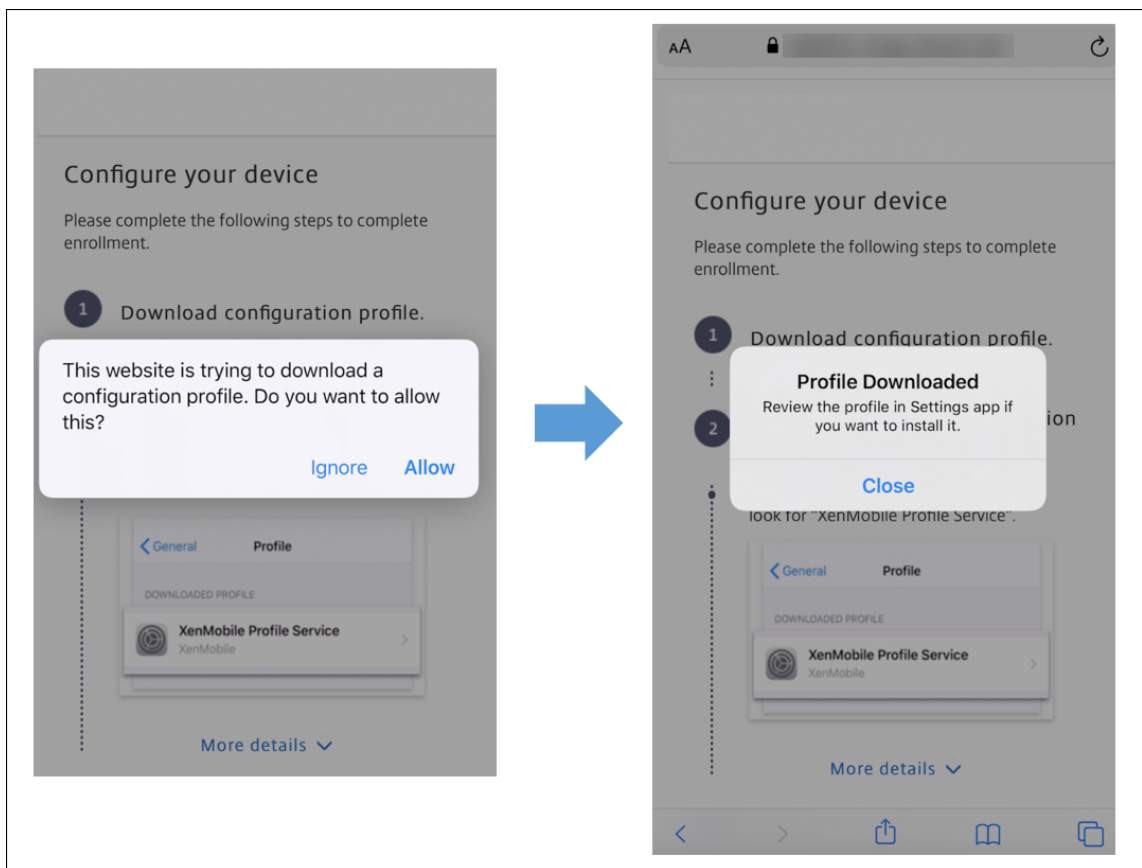 Configure your device
Please complete the following steps to complete
enrollment.
1
Download configuration profile.
This website is trying to download a
configuration profile. Do you want to allow
this?
Ignore
Allow
General
Profile
DOWNLOADED PROFILE
XenMobile Profile Service
XenMobile
More details
AA
Configure your device
Please complete the following steps to complete
enrollment.
1
Download configuration profile.
Profile Downloaded
Review the profile in Settings app if
you want to install it.
2
ion
Close
look for "XenMobile Profile Service".
General
Profile
DOWNLOADED PROFILE
XenMobile Profile Service
XenMobile
More details